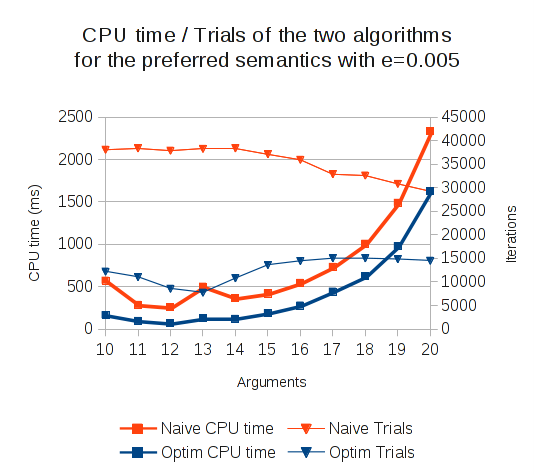 CPU time / Trials of the two algorithms
for the preferred semantics with e=0.005
2500
2000
1500
1000
500
0
CPU time (ms)
45000
40000
35000
30000
25000
20000
15000
10000
5000
0
Iterations
10 11 12 13 14 15 16 17 18 19 20
Arguments
Naive CPU time Naive Trials
Optim CPU time Optim Trials